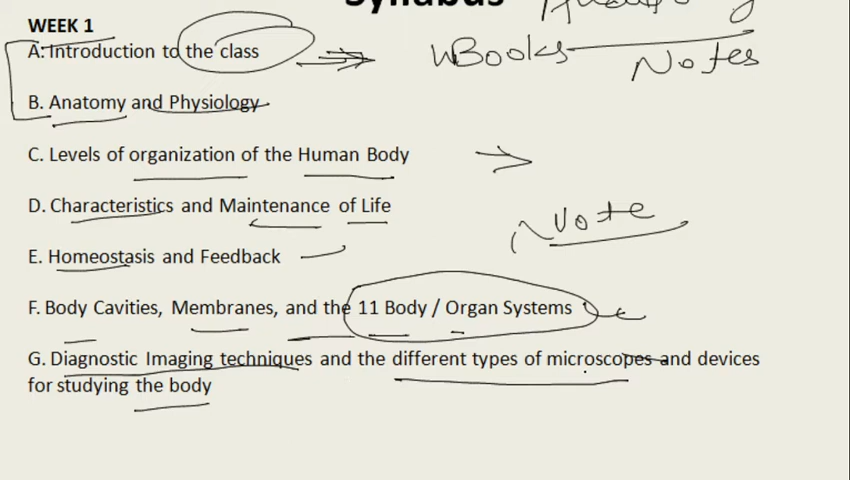 Syllabus
WEEK 1
A. Introduction to the class
Books
Notes
B. Anatomy and Physiology
C. Levels of organization of the Human Body
D. Characteristics and Maintenance of Life
Note
E. Homeostasis and Feedback
F. Body Cavities, Membranes, and the 11 Body / Organ Systems
G. Diagnostic Imaging techniques and the different types of microscopes and devices
for studying the body